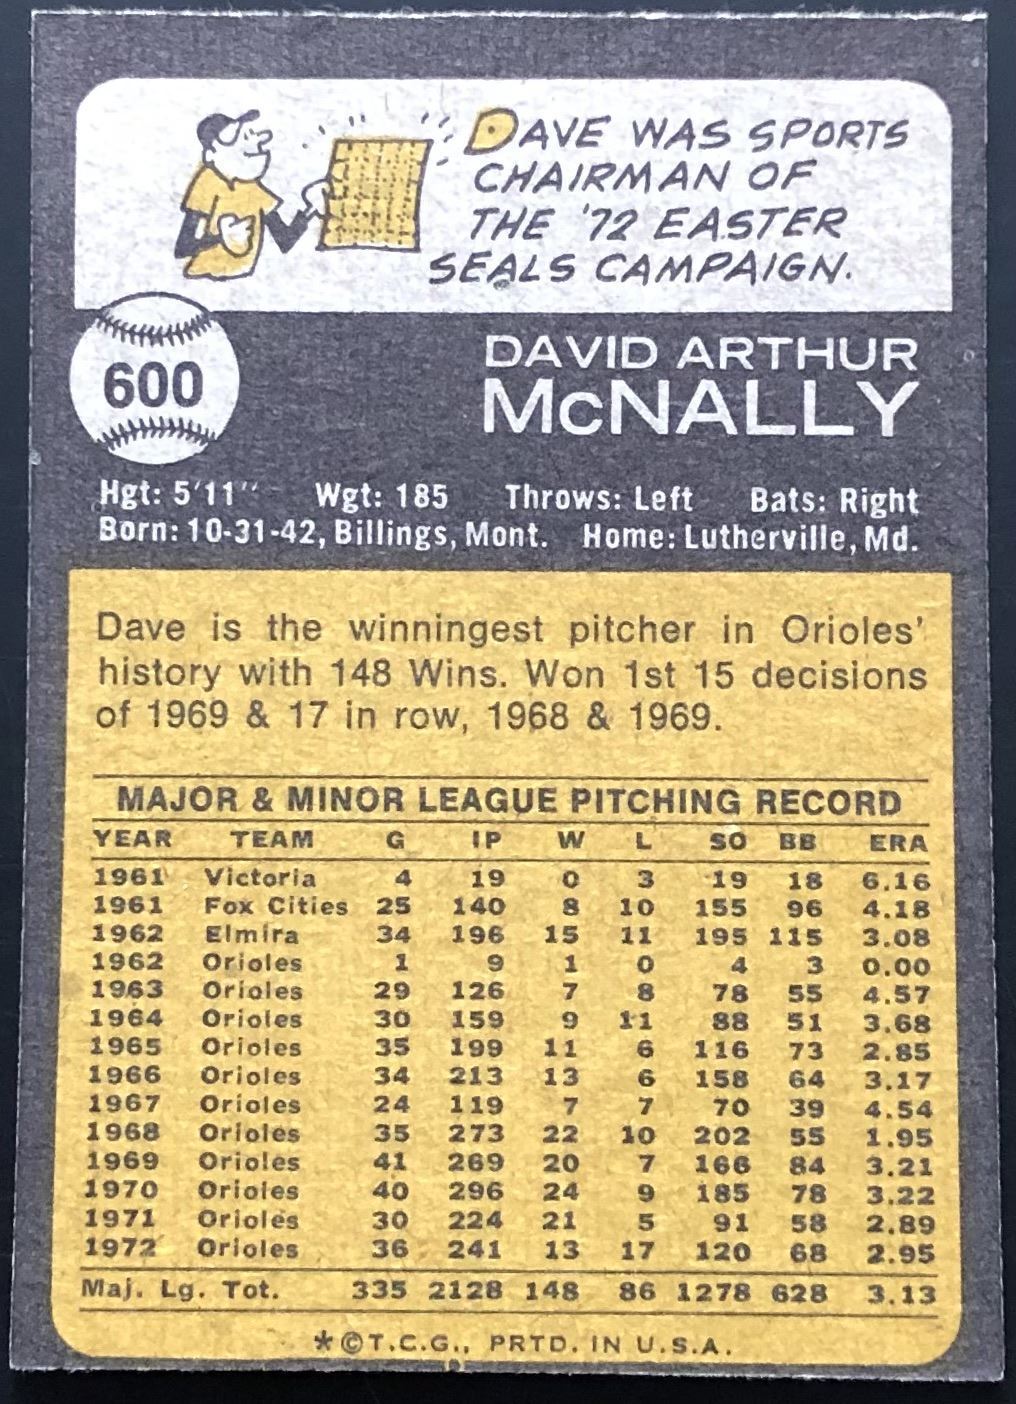 DAVE WAS SPORTS
CHAIRMAN OF
THE '72 EASTER
SEALS CAMPAIGN.
600
DAVID ARTHUR
McNALLY
Hgt: 5'11" Wgt: 185 Throws: Left Bats: Right
Born: 10-31-42, Billings, Mont. Home: Lutherville, Md.
Dave is the winningest pitcher in Orioles'
history with 148 Wins. Won 1st 15 decisions
of 1969 & 17 in row, 1968 & 1969.
MAJOR & MINOR LEAGUE PITCHING RECORD
YEAR TEAM G IP W L SO BB ERA
1961 Victoria 4 19 0 3 19 18 6.16
1961 Fox Cities 25 140 8 10 155 96 4.18
1962 Elmira 34 196 15 11 195 115 3.08
1962 Orioles 1 9 1 0 4 3 0.00
1963 Orioles 29 126 7 8 78 55 4.57
1964 Orioles 30 159 9 11 88 51 3.68
1965 Orioles 35 199 11 6 116 73 2.85
1966 Orioles 34 213 13 6 158 64 3.17
1967 Orioles 24 119 7 7 70 39 4.54
1968 Orioles 35 273 22 10 202 55 1.95
1969 Orioles 41 269 20 7 166 84 3.21
1970 Orioles 40 296 24 9 185 78 3.22
1971 Orioles 30 224 21 5 91 58 2.89
1972 Orioles 36 241 13 17 120 68 2.95
Maj. Lg. Tot. 335 2128 148 86 1278 628 3.13
*©T.C.G., PRTD. IN U.S.A.